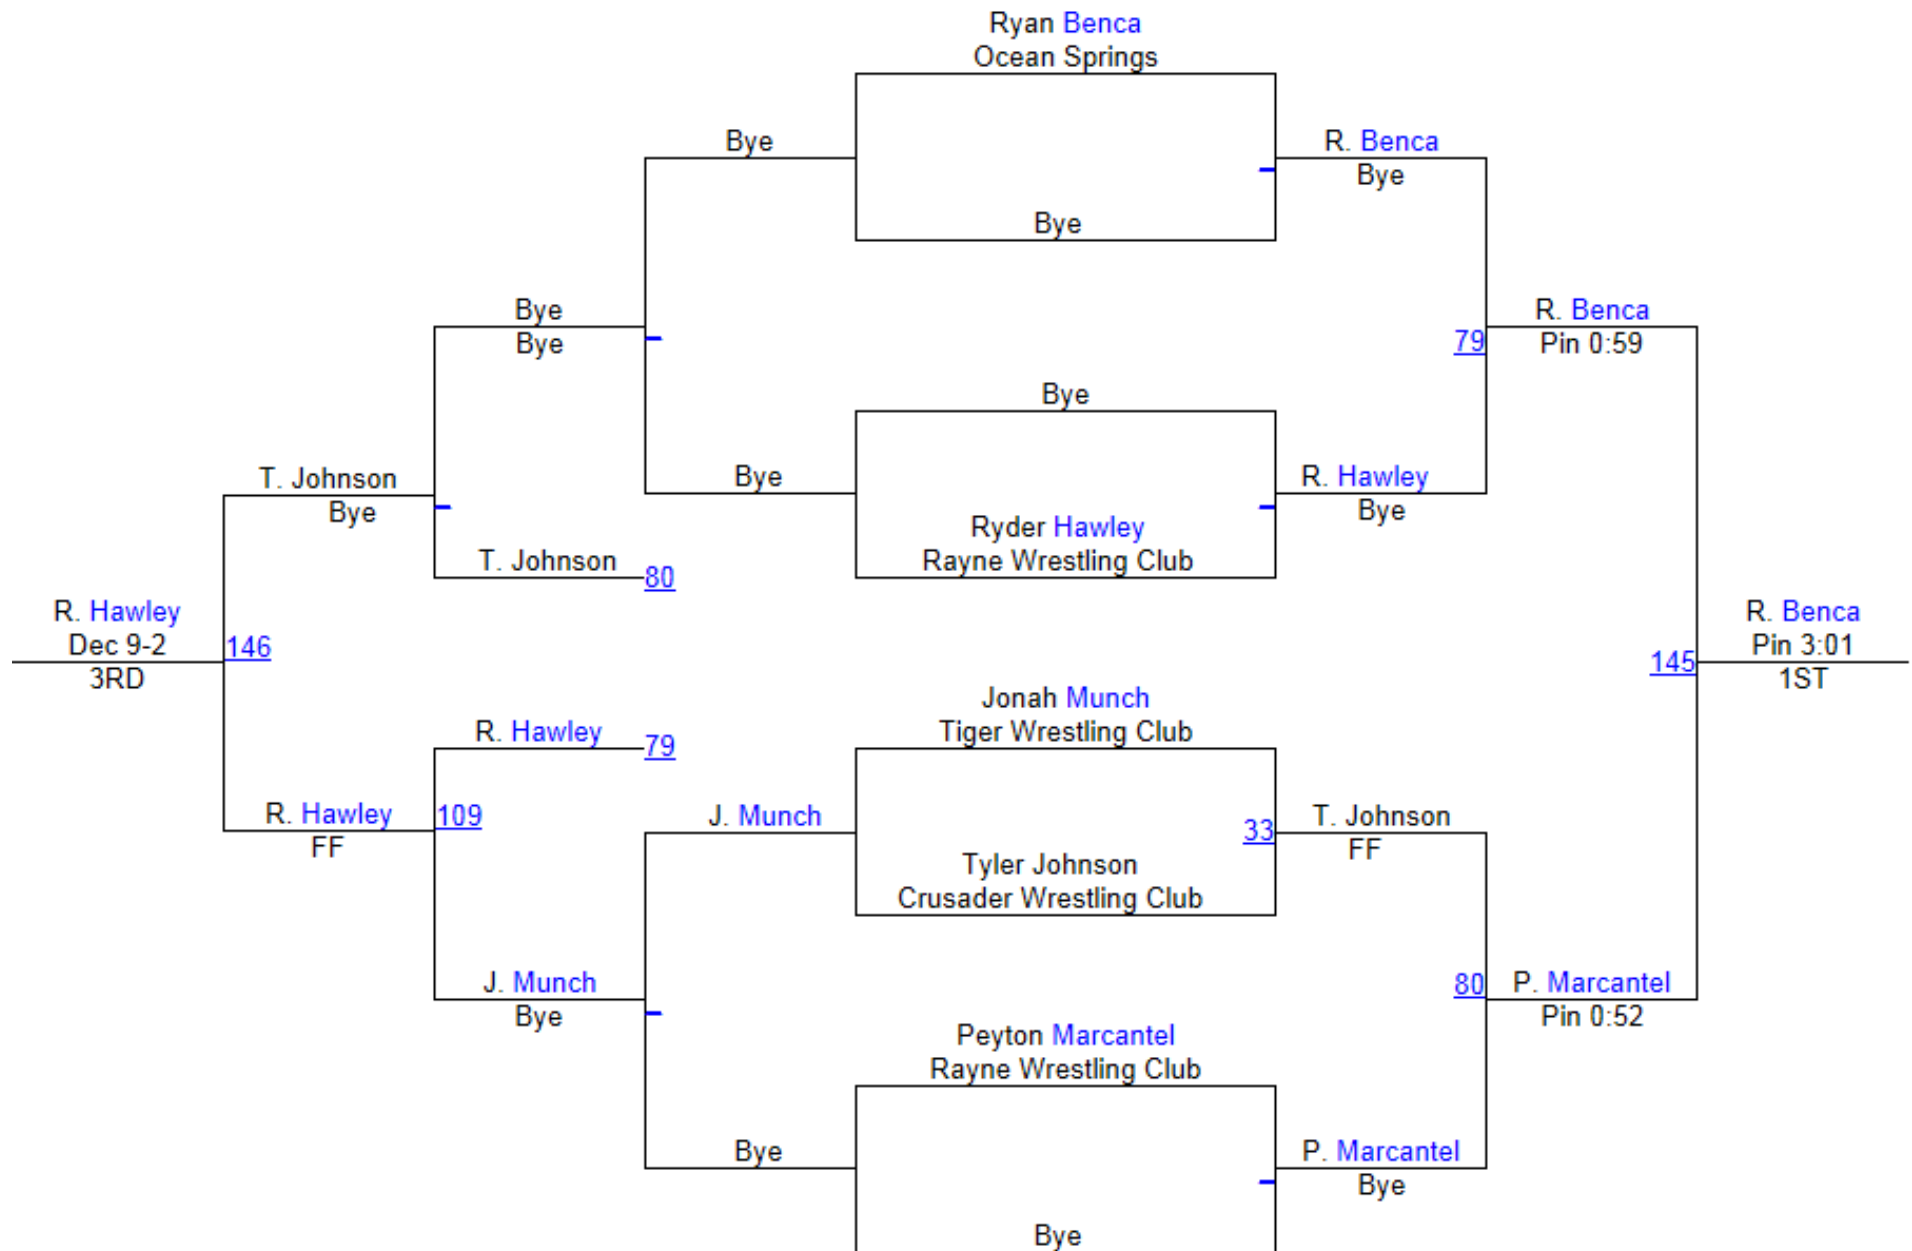 Ryan Benca
Ocean Springs
Bye
R. Benca
Bye
Bye
Bye
Bye
R. Benca
79
Pin 0:59
Bye
T. Johnson
Bye
Bye
R. Hawley
Bye
Ryder Hawley
Rayne Wrestling Club
T. Johnson
80
R. Hawley
Dec 9-2
3RD
146
R. Benca
Pin 3:01
1ST
145
Jonah Munch
Tiger Wrestling Club
R. Hawley
79
R. Hawley
FF
109
J. Munch
33
T. Johnson
FF
Tyler Johnson
Crusader Wrestling Club
J. Munch
Bye
80
P. Marcantel
Pin 0:52
Peyton Marcantel
Rayne Wrestling Club
Bye
P. Marcantel
Bye
Bye